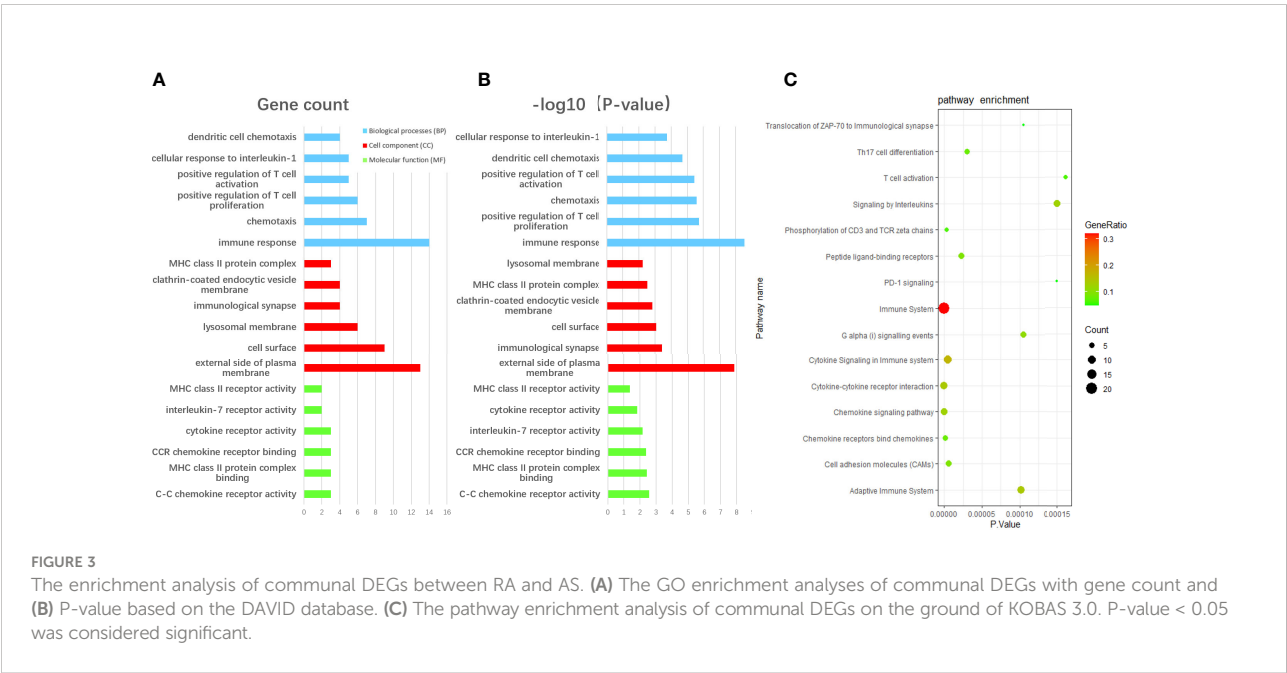 A
Gene count
dendritic cell chemotaxis
cellular response to interleukin-1
positive regulation of T cell
activation
positive regulation of T cell
proliferation
chemotaxis
immune response
MHC class II protein complex
clathrin-coated endocytic vesicle
membrane
immunological synapse
lysosomal membrane
cell surface
external side of plasma
membrane
MHC class II receptor activity
interleukin-7 receptor activity
cytokine receptor activity
CCR chemokine receptor binding
MHC class II protein complex
binding
C-C chemokine receptor activity
0 2 4 6 8 10 12 14 16
Biological processes (BP)
Cell component (CC)
Molecular function (MF)
B
-log10 (P-value)
cellular response to interleukin-1
dendritic cell chemotaxis
positive regulation of T cell
activation
chemotaxis
positive regulation of T cell
proliferation
immune response
lysosomal membrane
MHC class II protein complex
clathrin-coated endocytic vesicle
membrane
cell surface
immunological synapse
external side of plasma
membrane
MHC class II receptor activity
cytokine receptor activity
interleukin-7 receptor activity
CCR chemokine receptor binding
MHC class II protein complex
binding
C-C chemokine receptor activity
0 1 2 3 4 5 6 7 8
C
pathway enrichment
Pathway name
Translocation of ZAP-70 to Immunological synapse
Th17 cell differentiation
T cell activation
Signaling by Interleukins
Phosphorylation of CD3 and TCR zeta chains
Peptide ligand-binding receptors
PD-1 signaling
Immune System
G alpha (i) signalling events
Cytokine Signaling in Immune system
Cytokine-cytokine receptor interaction
Chemokine signaling pathway
Chemokine receptors bind chemokines
Cell adhesion molecules (CAMs)
Adaptive Immune System
0.00000 0.00005 0.00010 0.00015
P.Value
GeneRatio
0.3
0.2
0.1
Count
5
10
15
20
FIGURE 3
The enrichment analysis of communal DEGs between RA and AS. (A) The GO enrichment analyses of communal DEGs with gene count and
(B) P-value based on the DAVID database. (C) The pathway enrichment analysis of communal DEGs on the ground of KOBAS 3.0. P-value < 0.05
was considered significant.